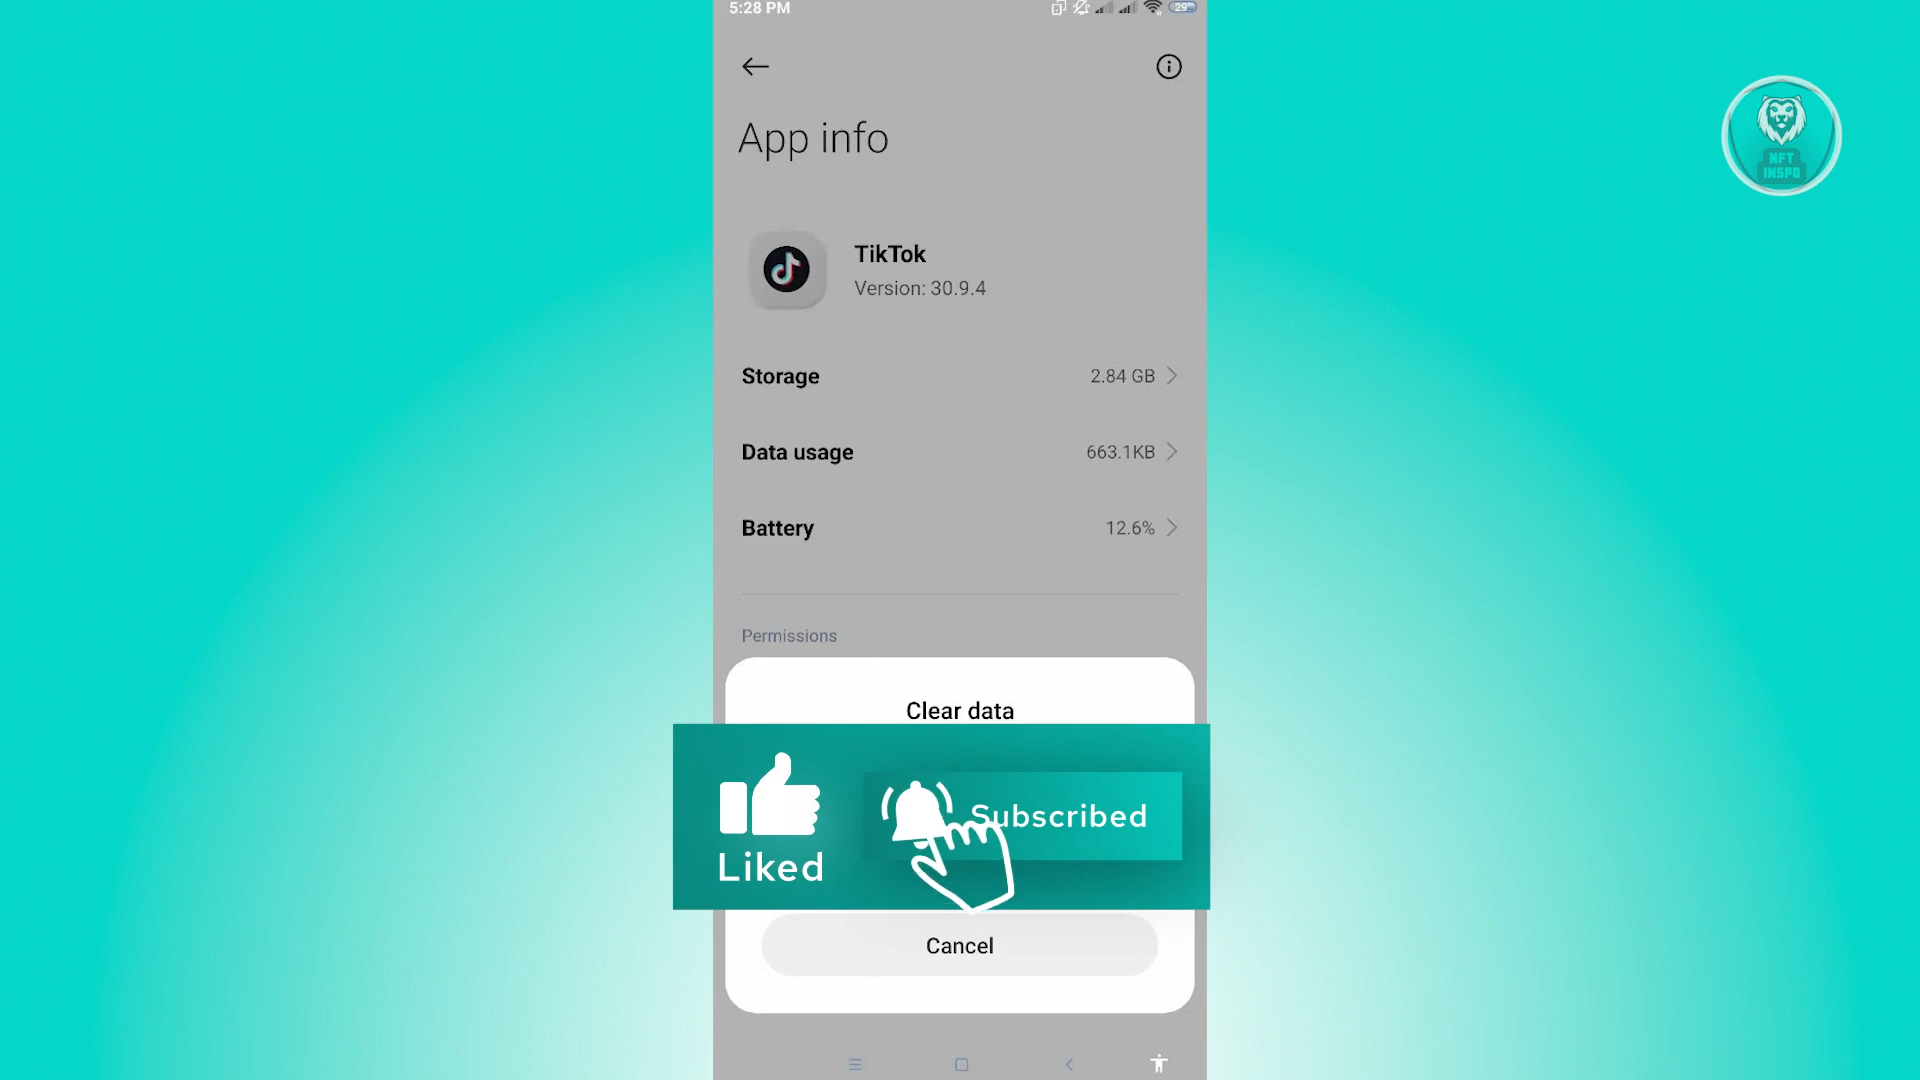 5:28 PM
29
App info
NFT
INSPO
TikTok
Version: 30.9.4
Storage
2.84 GB
Data usage
663.1KB
Battery
12.6%
Permissions
Clear data
Liked
Subscribed
Cancel